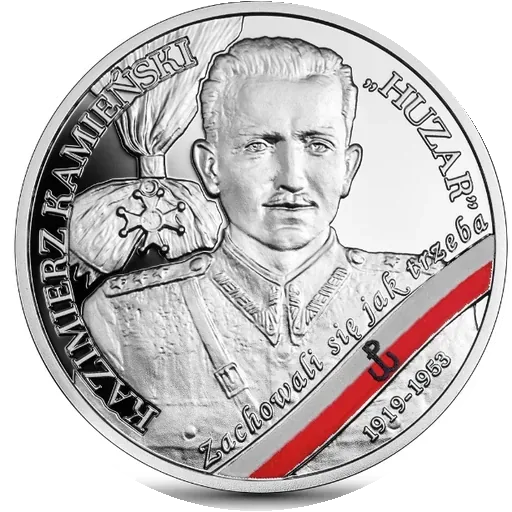 KAZIMIERZ KAMIEŃSKI
„HUZAR”
Zachowali się jak trzeba
1919-1953